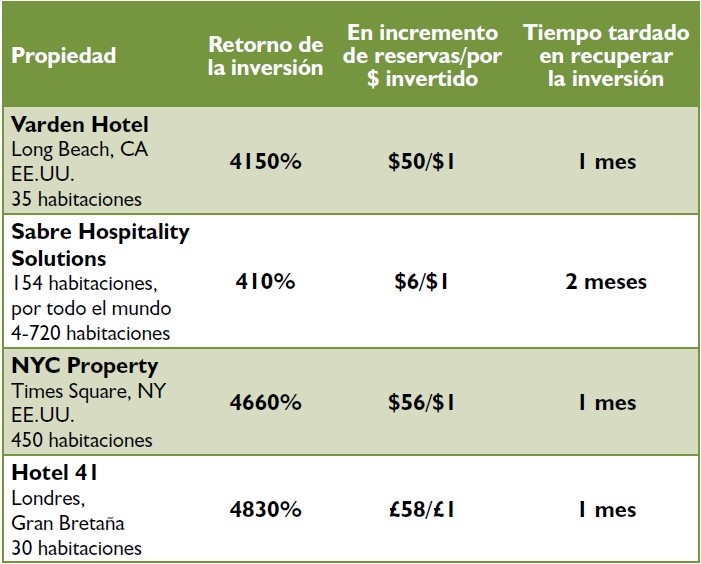 Propiedad
Retorno de
la inversión
En incremento
de reservas/por
$ invertido
Tiempo tardado
en recuperar
la inversión
Varden Hotel
Long Beach, CA
EE.UU.
35 habitaciones
4150%
$50/$1
1 mes
Sabre Hospitality
Solutions
154 habitaciones,
por todo el mundo
4-720 habitaciones
410%
$6/$1
2 meses
NYC Property
Times Square, NY
EE.UU.
450 habitaciones
4660%
$56/$1
1 mes
Hotel 41
Londres,
Gran Bretaña
30 habitaciones
4830%
£58/£1
1 mes